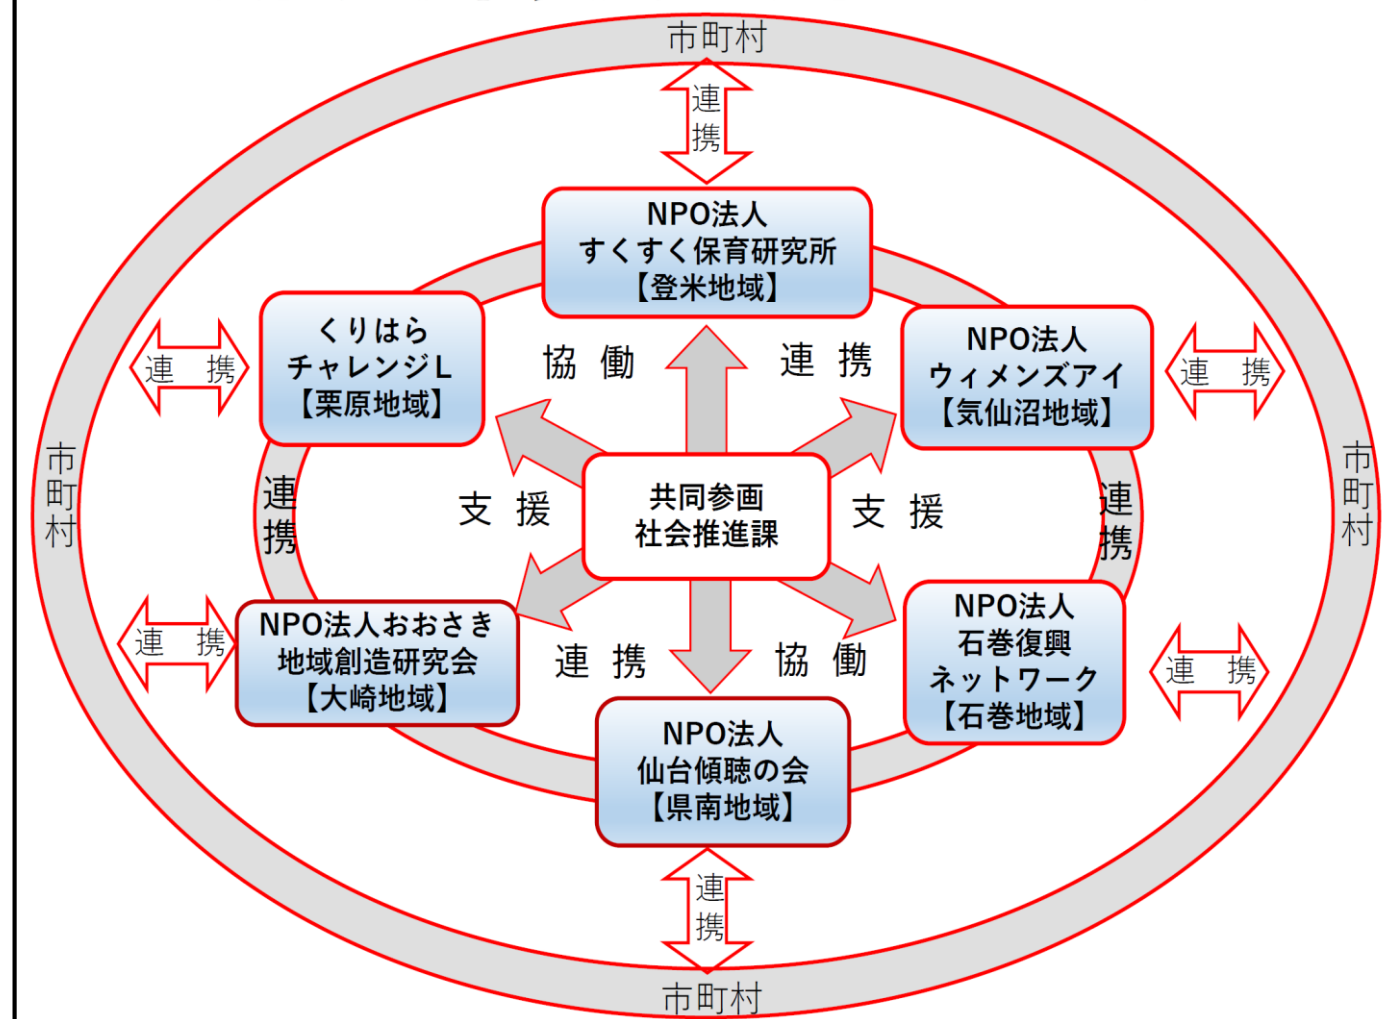 市町村
連
携
NPO法人
すくすく保育研究所
【登米地域】
くりはら
チャレンジL
【栗原地域】
NPO法人
ウィメンズアイ
【気仙沼地域】
連 携
連 携
協 働
連 携
市町村
連携
支 援
共同参画
社会推進課
支 援
連携
市町村
連 携
NPO法人おおさき
地域創造研究会
【大崎地域】
連 携
協 働
NPO法人
石巻復興
ネットワーク
【石巻地域】
連 携
NPO法人
仙台傾聴の会
【県南地域】
連
携
市町村